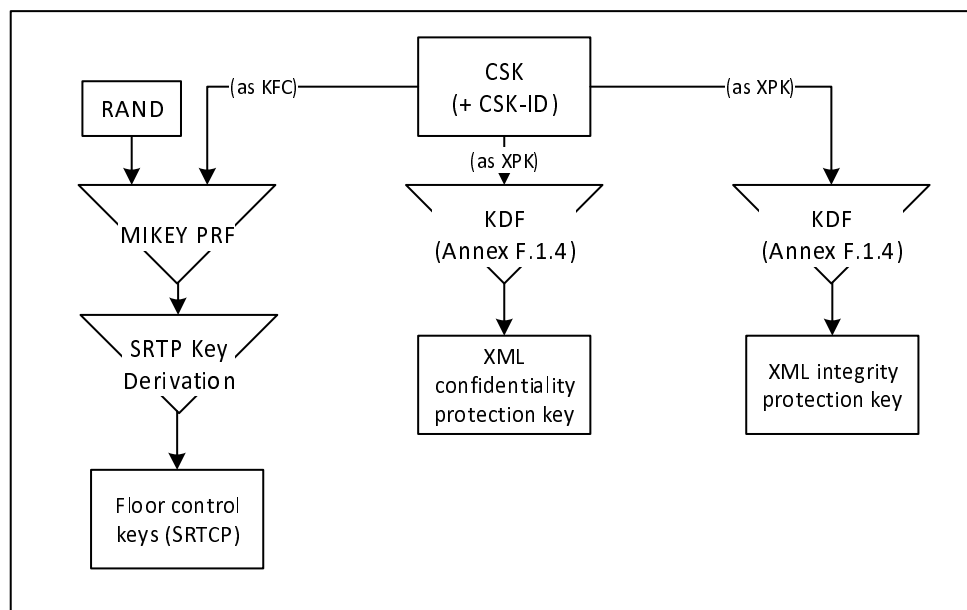 CSK
(+ CSK-ID)
(as KFC)
(as XPK)
RAND
(as XPK)
MIKEY PRF
KDF
(Annex F.1.4)
KDF
(Annex F.1.4)
SRTP Key
Derivation
XML
confidentiality
protection key
XML integrity
protection key
Floor control
keys (SRTCP)